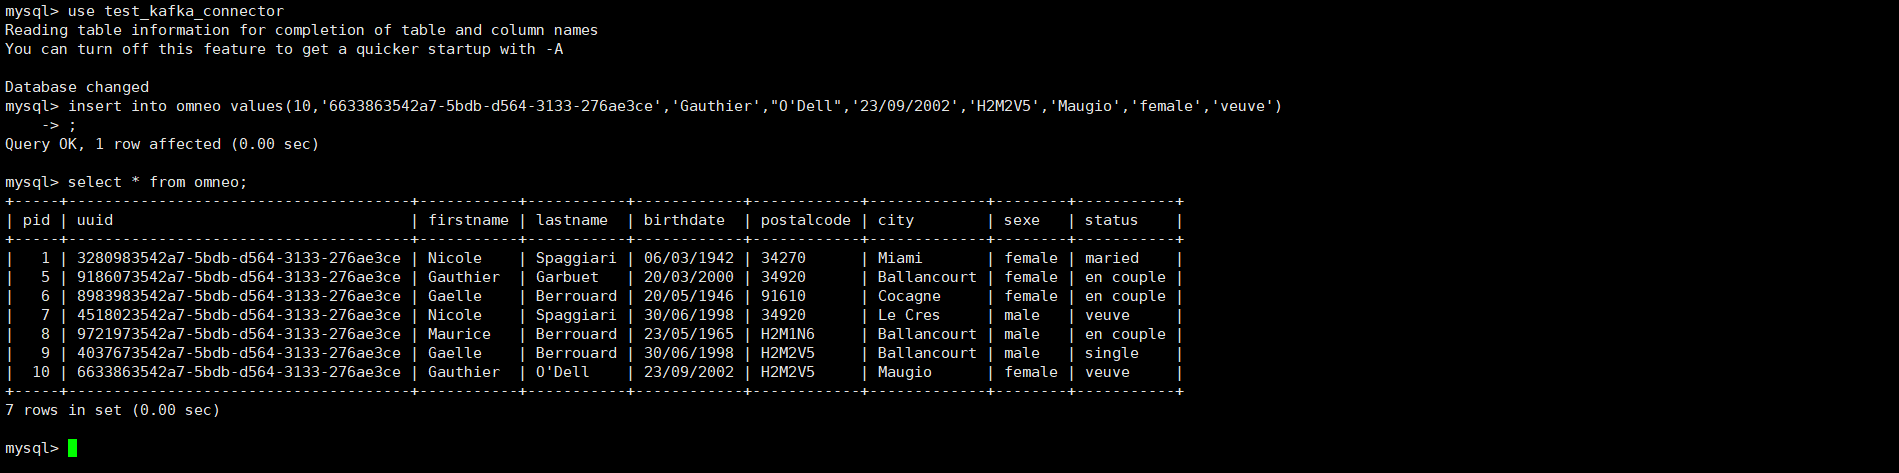 mysql> use test_kafka_connector
Reading table information for completion of table and column names
You can turn off this feature to get a quicker startup with -A
Database changed
mysql> insert into omneo values(10,'6633863542a7-5bdb-d564-3133-276ae3ce','Gauthier',"O'Dell",'23/09/2002','H2M2V5','Maugio','female','veuve')
    -> ;
Query OK, 1 row affected (0.00 sec)
mysql> select * from omneo;
+-----+--------------------------------------+-----------+-----------+------------+------------+-------------+--------+-----------+
| pid | uuid                                 | firstname | lastname  | birthdate  | postalcode | city        | sexe   | status    |
+-----+--------------------------------------+-----------+-----------+------------+------------+-------------+--------+-----------+
|   1 | 3280983542a7-5bdb-d564-3133-276ae3ce | Nicole    | Spaggiari | 06/03/1942 | 34270      | Miami       | female | maried    |
|   5 | 9186073542a7-5bdb-d564-3133-276ae3ce | Gauthier  | Garbuet   | 20/03/2000 | 34920      | Ballancourt | female | en couple |
|   6 | 8983983542a7-5bdb-d564-3133-276ae3ce | Gaelle    | Berrouard | 20/05/1946 | 91610      | Cocagne     | female | en couple |
|   7 | 4518023542a7-5bdb-d564-3133-276ae3ce | Nicole    | Spaggiari | 30/06/1998 | 34920      | Le Cres     | male   | veuve     |
|   8 | 9721973542a7-5bdb-d564-3133-276ae3ce | Maurice   | Berrouard | 23/05/1965 | H2M1N6     | Ballancourt | male   | en couple |
|   9 | 4037673542a7-5bdb-d564-3133-276ae3ce | Gaelle    | Berrouard | 30/06/1998 | H2M2V5     | Ballancourt | male   | single    |
|  10 | 6633863542a7-5bdb-d564-3133-276ae3ce | Gauthier  | O'Dell    | 23/09/2002 | H2M2V5     | Maugio      | female | veuve     |
+-----+--------------------------------------+-----------+-----------+------------+------------+-------------+--------+-----------+
7 rows in set (0.00 sec)
mysql>